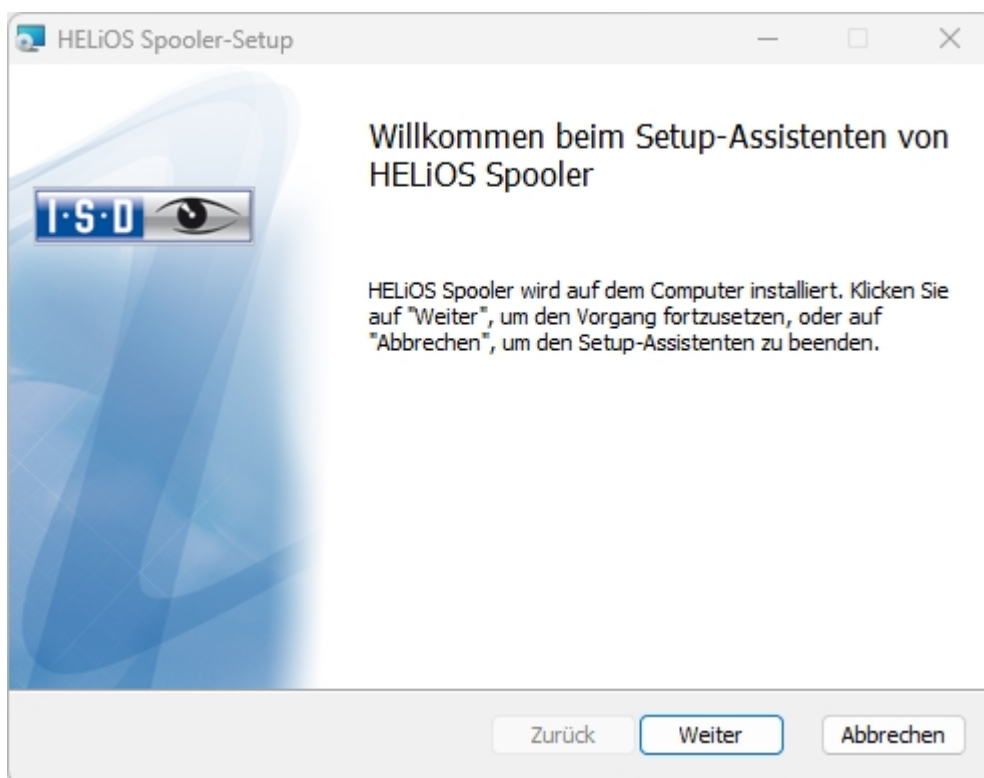 HELiOS Spooler-Setup
Willkommen beim Setup-Assistenten von
HELiOS Spooler
I·S·D
HELiOS Spooler wird auf dem Computer installiert. Klicken Sie
auf "Weiter", um den Vorgang fortzusetzen, oder auf
"Abbrechen", um den Setup-Assistenten zu beenden.
Zurück Weiter Abbrechen